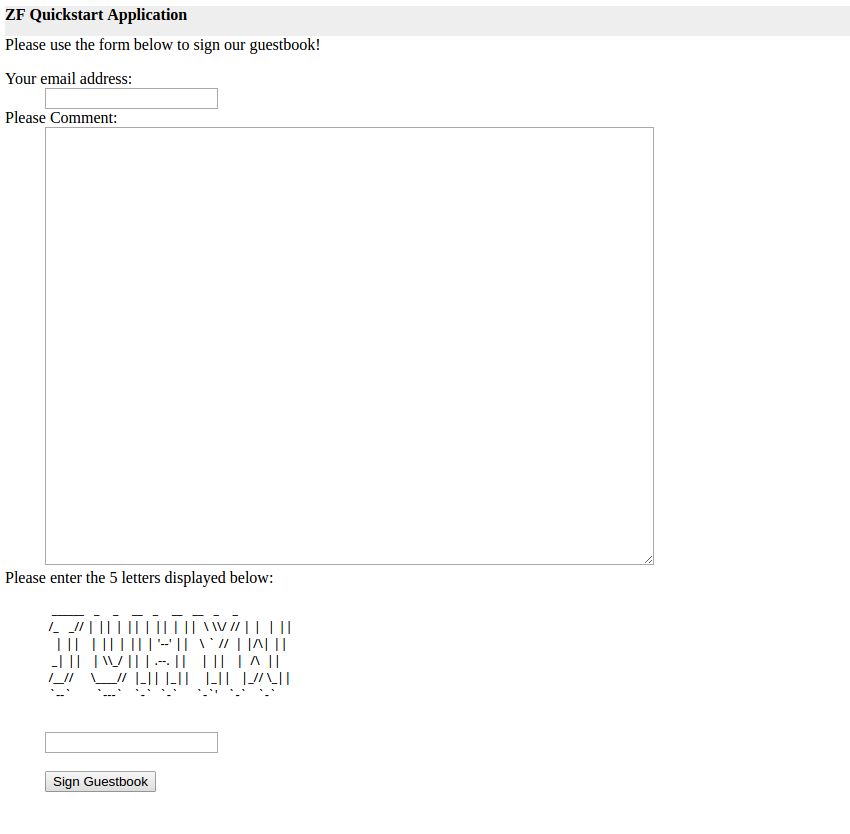 ZF Quickstart Application
Please use the form below to sign our guestbook!
Your email address:
Please Comment:
Please enter the 5 letters displayed below:
IUHYW
Sign Guestbook